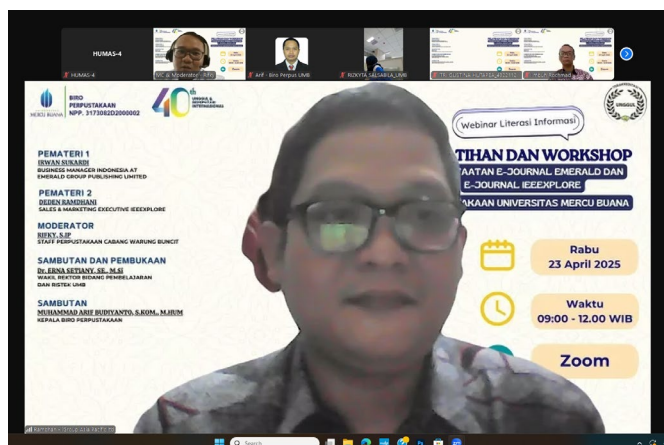 HUMAS-4
HUMAS-4
Arif - Biro Perpus UMB
RIZKYTA SALSABILA_UMB
MERCU BUANA
BIRO
PERPUSTAKAAN
NPP. 3173082D2000002
40th
UNGGUL
Webinar Literasi Informasi
PEMATERI 1
IRWAN SUKARDI
BUSINESS MANAGER INDONESIA AT
EMERALD GROUP PUBLISHING LIMITED
PEMATERI 2
DEDEN RAMDHANI
SALES & MARKETING EXECUTIVE IEEEXPLORE
MODERATOR
RIFKY, S.IP
STAFF PERPUSTAKAAN CABANG WARUNG BUNCIT
SAMBUTAN DAN PEMBUKAAN
Dr. ERNA SETIANY, SE., M.Si
WAKIL REKTOR BIDANG PEMBELAJARAN
DAN RISTEK UMB
SAMBUTAN
MUHAMMAD ARIF BUDIYANTO, S.KOM., M.HUM
KEPALA BIRO PERPUSTAKAAN
TIHAN DAN WORKSHOP
AATAN E-JOURNAL EMERALD DAN
E-JOURNAL IEEEXPLORE
AKAAN UNIVERSITAS MERCU BUANA
Rabu
23 April 2025
Waktu
09:00 - 12.00 WIB
Zoom
Search